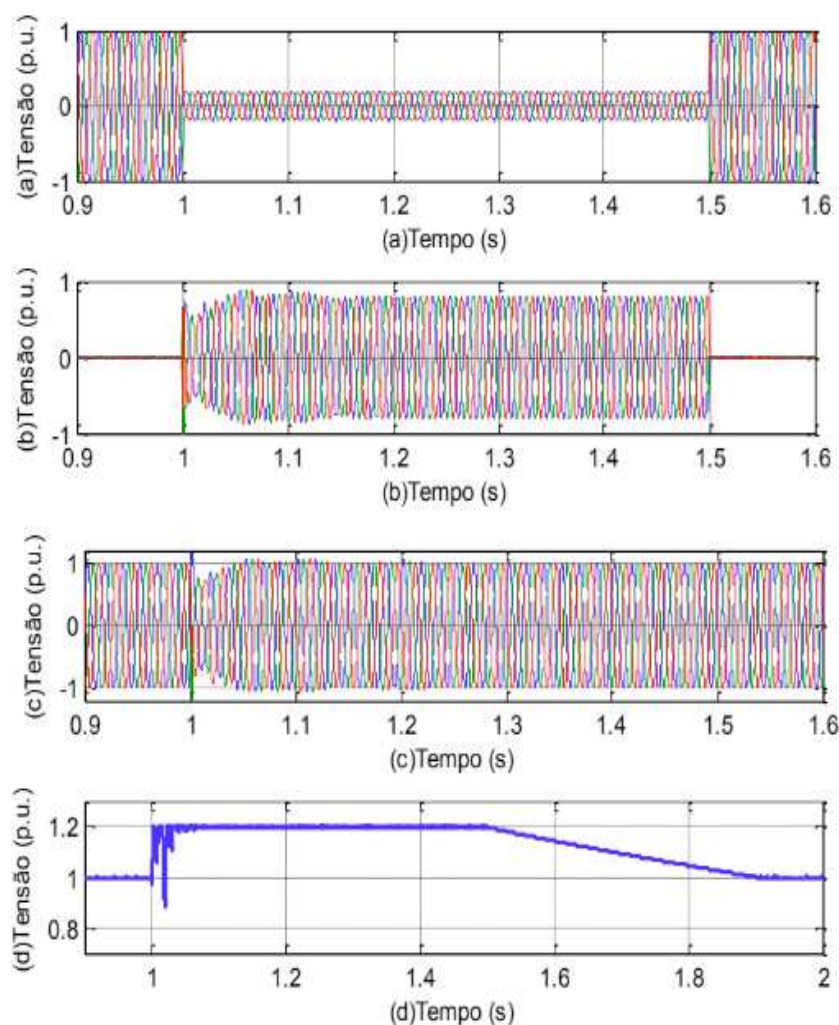 (a)Tensão (p.u.)
1
0
-1
0.9 1 1.1 1.2 1.3 1.4 1.5 1.6
(a)Tempo (s)
(b)Tensão (p.u.)
1
0
-1
0.9 1 1.1 1.2 1.3 1.4 1.5 1.6
(b)Tempo (s)
(c)Tensão (p.u.)
1
0
-1
0.9 1 1.1 1.2 1.3 1.4 1.5 1.6
(c)Tempo (s)
(d)Tensão (p.u.)
1.2
1
0.8
1 1.2 1.4 1.6 1.8 2
(d)Tempo (s)